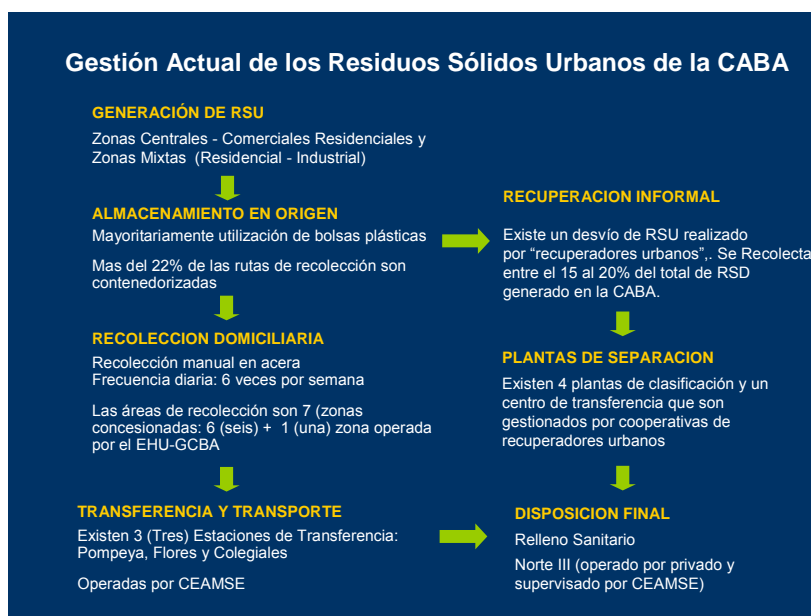 Gestión Actual de los Residuos Sólidos Urbanos de la CABA
GENERACIÓN DE RSU
Zonas Centrales - Comerciales Residenciales y
Zonas Mixtas (Residencial - Industrial)
ALMACENAMIENTO EN ORIGEN
Mayoritariamente utilización de bolsas plásticas
Mas del 22% de las rutas de recolección son
contenedorizadas
RECOLECCION DOMICILIARIA
Recolección manual en acera
Frecuencia diaria: 6 veces por semana
Las áreas de recolección son 7 (zonas
concesionadas: 6 (seis) + 1 (una) zona operada
por el EHU-GCBA
TRANSFERENCIA Y TRANSPORTE
Existen 3 (Tres) Estaciones de Transferencia:
Pompeya, Flores y Colegiales
Operadas por CEAMSE
RECUPERACION INFORMAL
Existe un desvío de RSU realizado
por “recuperadores urbanos”,. Se Recolecta
entre el 15 al 20% del total de RSD
generado en la CABA.
PLANTAS DE SEPARACION
Existen 4 plantas de clasificación y un
centro de transferencia que son
gestionados por cooperativas de
recuperadores urbanos
DISPOSICION FINAL
Relleno Sanitario
Norte III (operado por privado y
supervisado por CEAMSE)